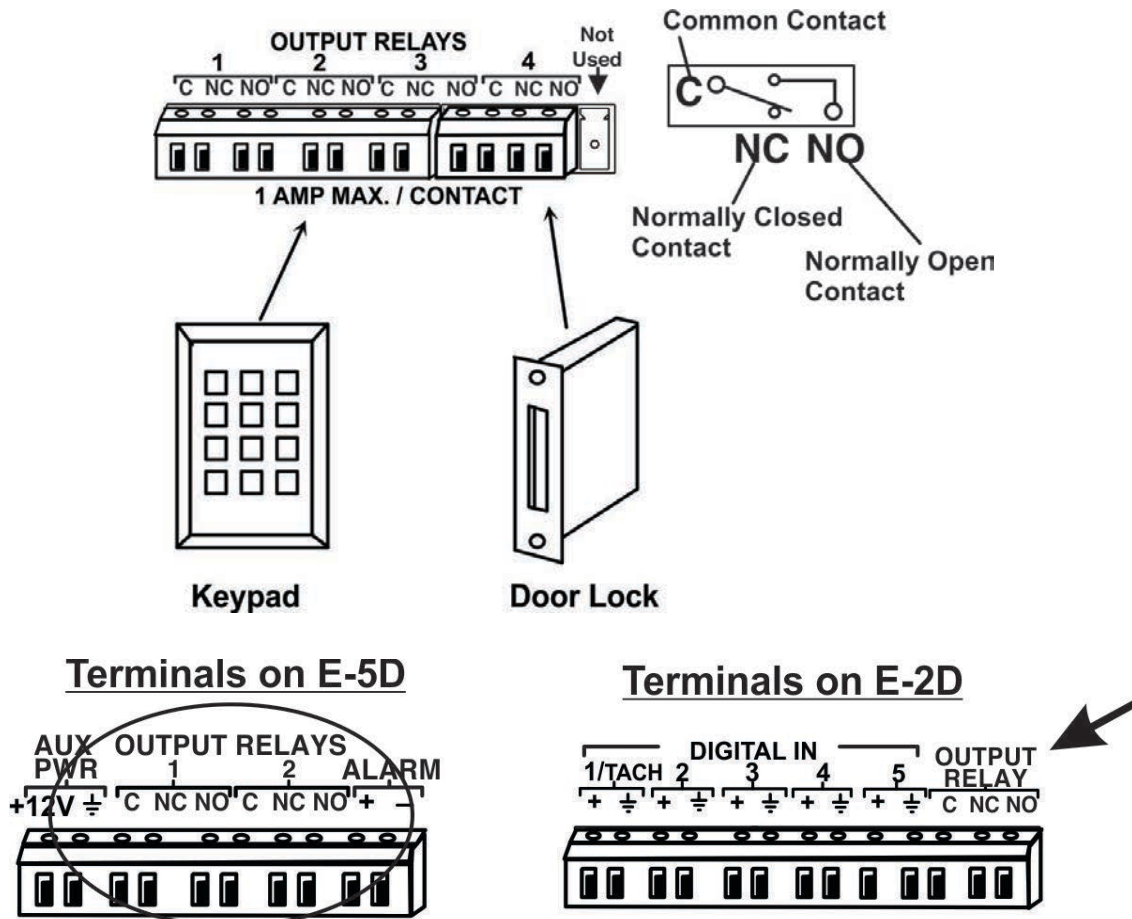 Common Contact
OUTPUT RELAYS
Not
Used
1 2 3 4
C NC NO C NC NO C NC NO C NC NO
C
NC NO
1 AMP MAX. / CONTACT
Normally Closed
Contact
Normally Open
Contact
Keypad
Door Lock
Terminals on E-5D
AUX
PWR
OUTPUT RELAYS
1 2
ALARM
+12V ⏚ C NC NO C NC NO + –
Terminals on E-2D
DIGITAL IN
OUTPUT
RELAY
1/TACH 2 3 4 5
+ ⏚ + ⏚ + ⏚ + ⏚ + ⏚ C NC NO